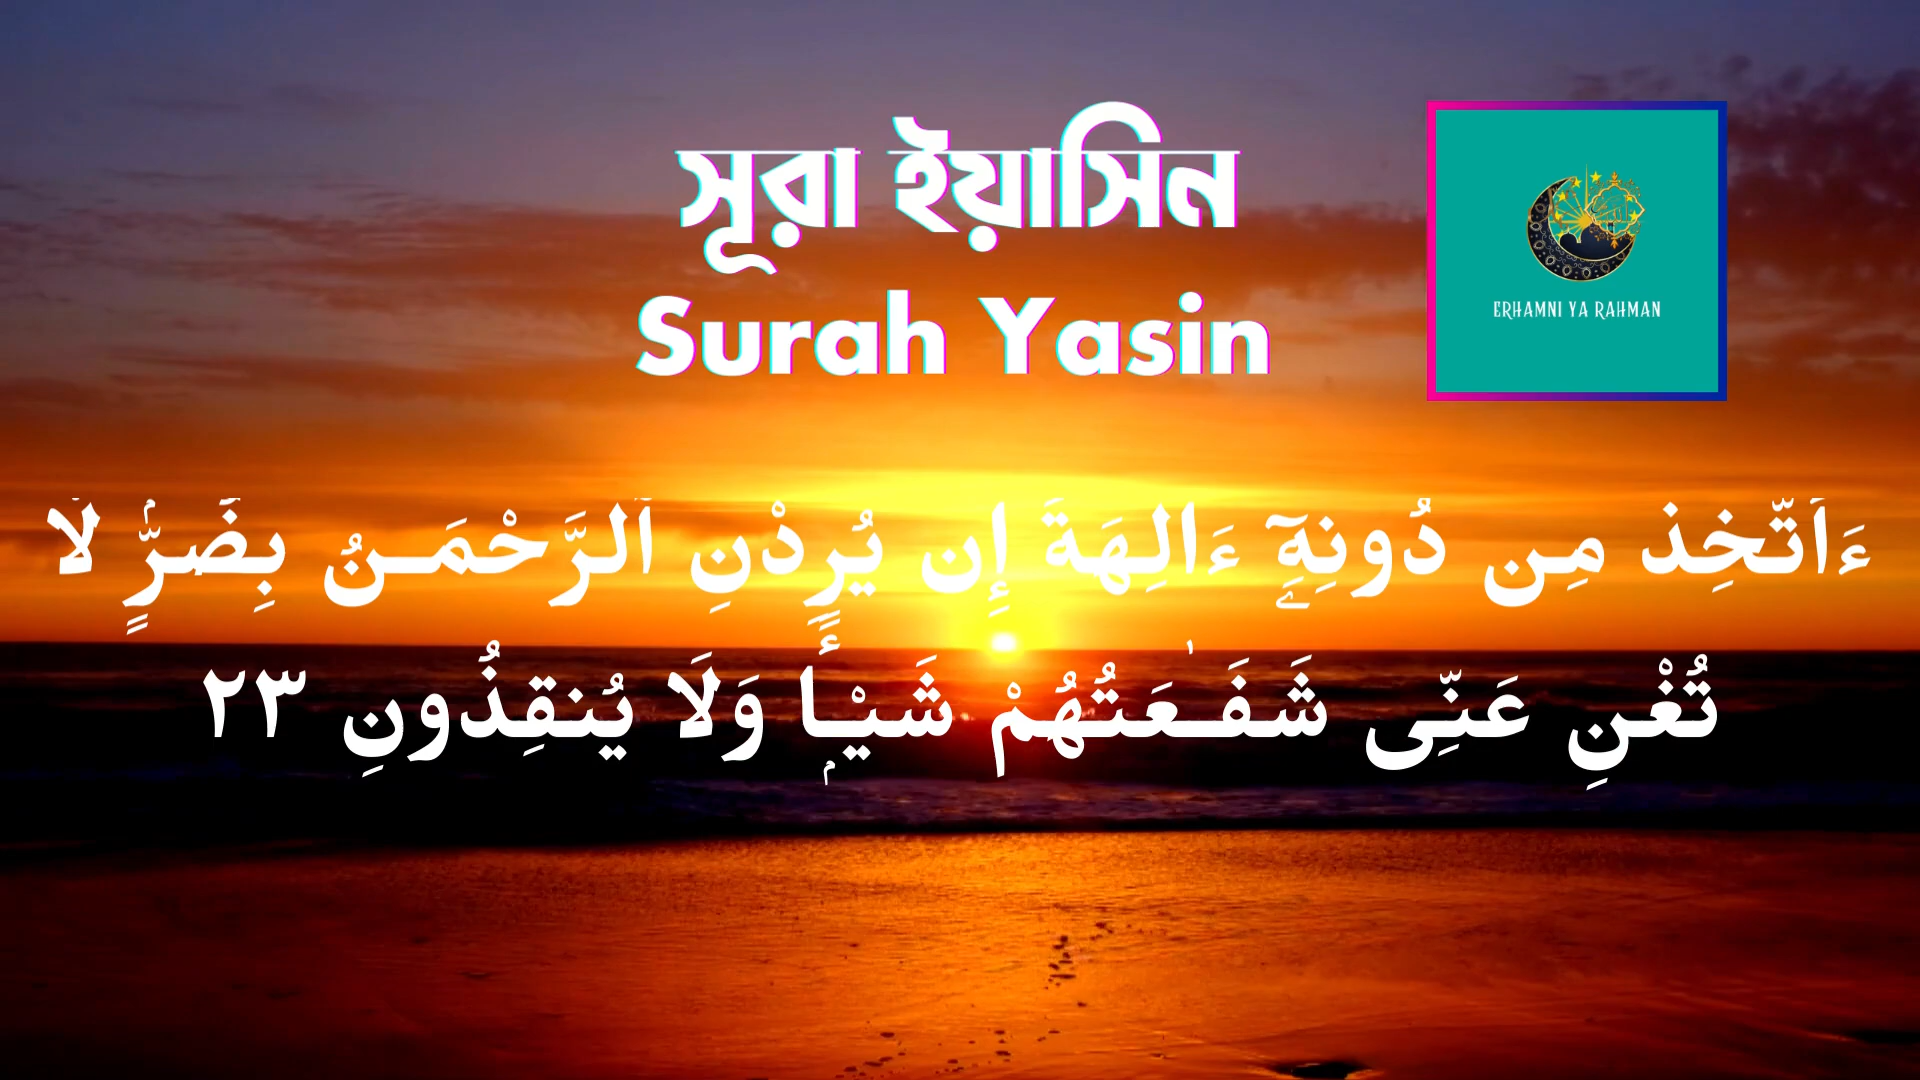 সূরা ইয়াসিন
Surah Yasin
ERHAMNI YA RAHMAN
ءَاَتَّخِذ مِن دُونِهِۦٓ ءَالِهَةً إِن يُرِدْنِ ٱلرَّحْمَـٰنُ بِضُرٍّۢ لَّا
تُغْنِ عَنِّى شَفَـٰعَتُهُمْ شَيْـًۭٔا وَلَا يُنقِذُونِ ٢٣